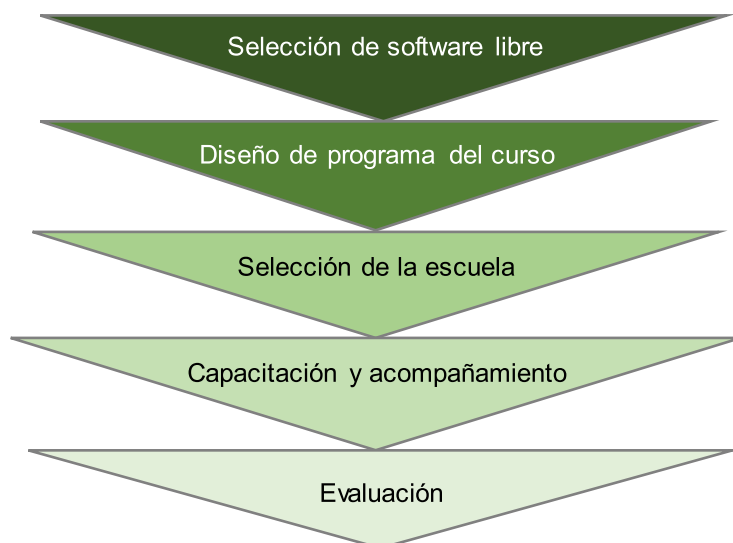 Selección de software libre
Diseño de programa del curso
Selección de la escuela
Capacitación y acompañamiento
Evaluación